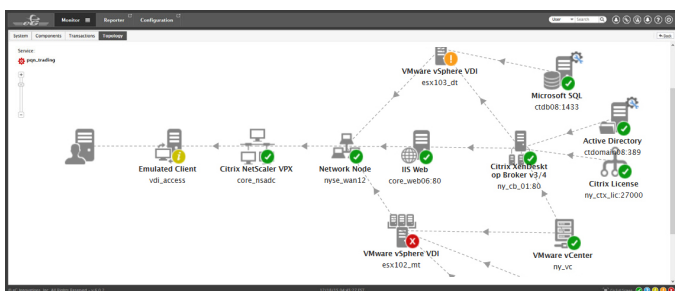 eG
Monitor
Reporter
Configuration
User
Search
System
Components
Transactions
Topology
Back
Service:
pqn_trading
VMware vSphere VDI
esx103_dt
Microsoft SQL
ctdb08:1433
Active Directory
ctdomain08:389
Emulated Client
vdi_access
Citrix NetScaler VPX
core_nsadc
Network Node
nyse_wan12
IIS Web
core_web06:80
Citrix XenDeskt
op Broker v3/4
ny_cb_01:80
Citrix License
ny_ctx_lic:27000
VMware vSphere VDI
esx102_mt
VMware vCenter
ny_vc